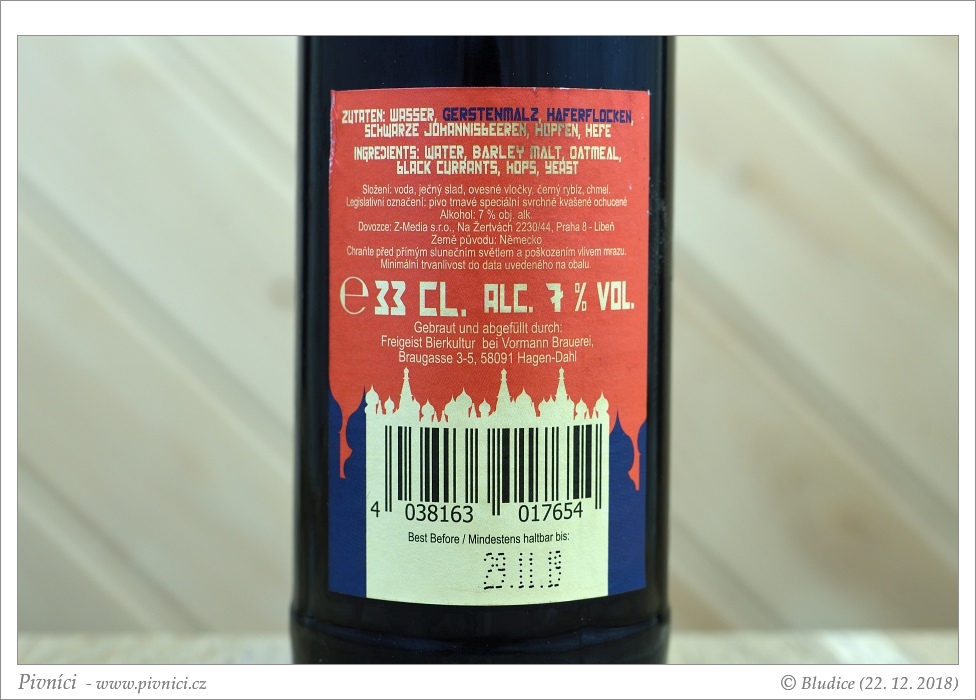 ZUTATEN: WASSER, GERSTENMALZ, HAFERFLOCKEN,
SCHWARZE JOHANNISBEEREN, HOPFEN, HEFE
INGREDIENTS: WATER, BARLEY MALT, OATMEAL,
BLACK CURRANTS, HOPS, YEAST
Složení: voda, ječný slad, ovesné vločky, černý rybíz, chmel.
Legislativní označení: pivo tmavé speciální svrchně kvašené ochucené
Alkohol: 7 % obj. alk.
Dovozce: Z-Media s.r.o., Na Žertvách 2230/44, Praha 8 - Libeň
Země původu: Německo
Chraňte před přímým slunečním světlem a poškozením vlivem mrazu.
Minimální trvanlivost do data uvedeného na obalu.
℮ 33 CL. ALC. 7 % VOL.
Gebraut und abgefüllt durch:
Freigeist Bierkultur bei Vormann Brauerei,
Braugasse 3-5, 58091 Hagen-Dahl
4 038163 017654
Best Before / Mindestens haltbar bis:
29.11.19
Pivníci - www.pivnici.cz
© Bludice (22. 12. 2018)